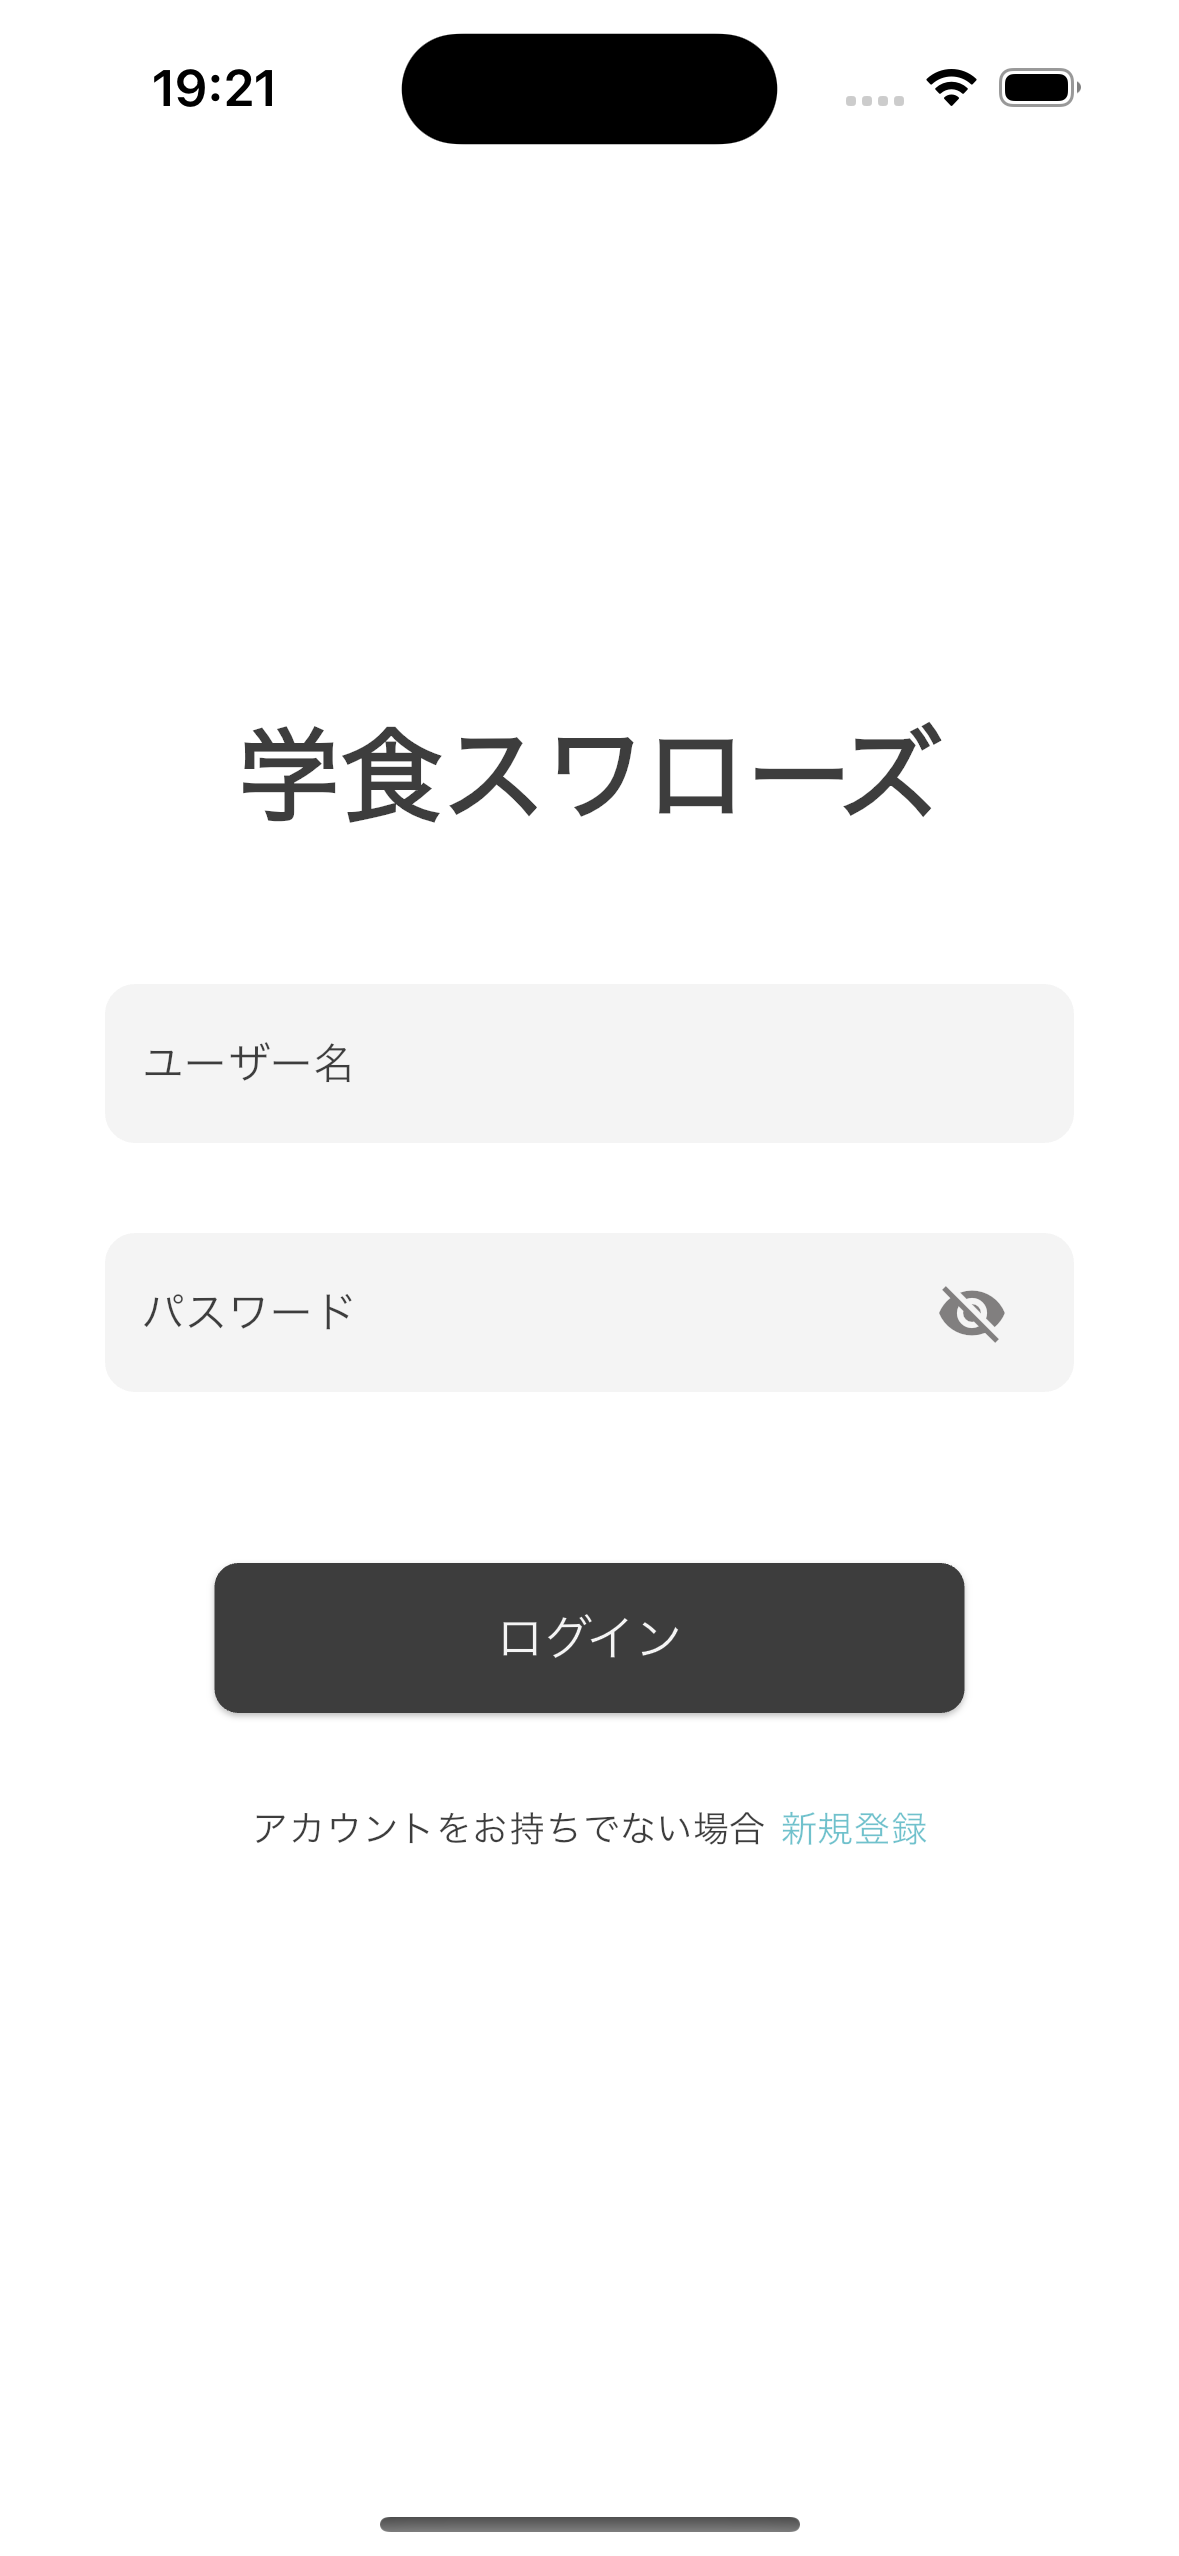 19:21
学食スワローズ
ユーザー名
パスワード
ログイン
アカウントをお持ちでない場合 新規登録